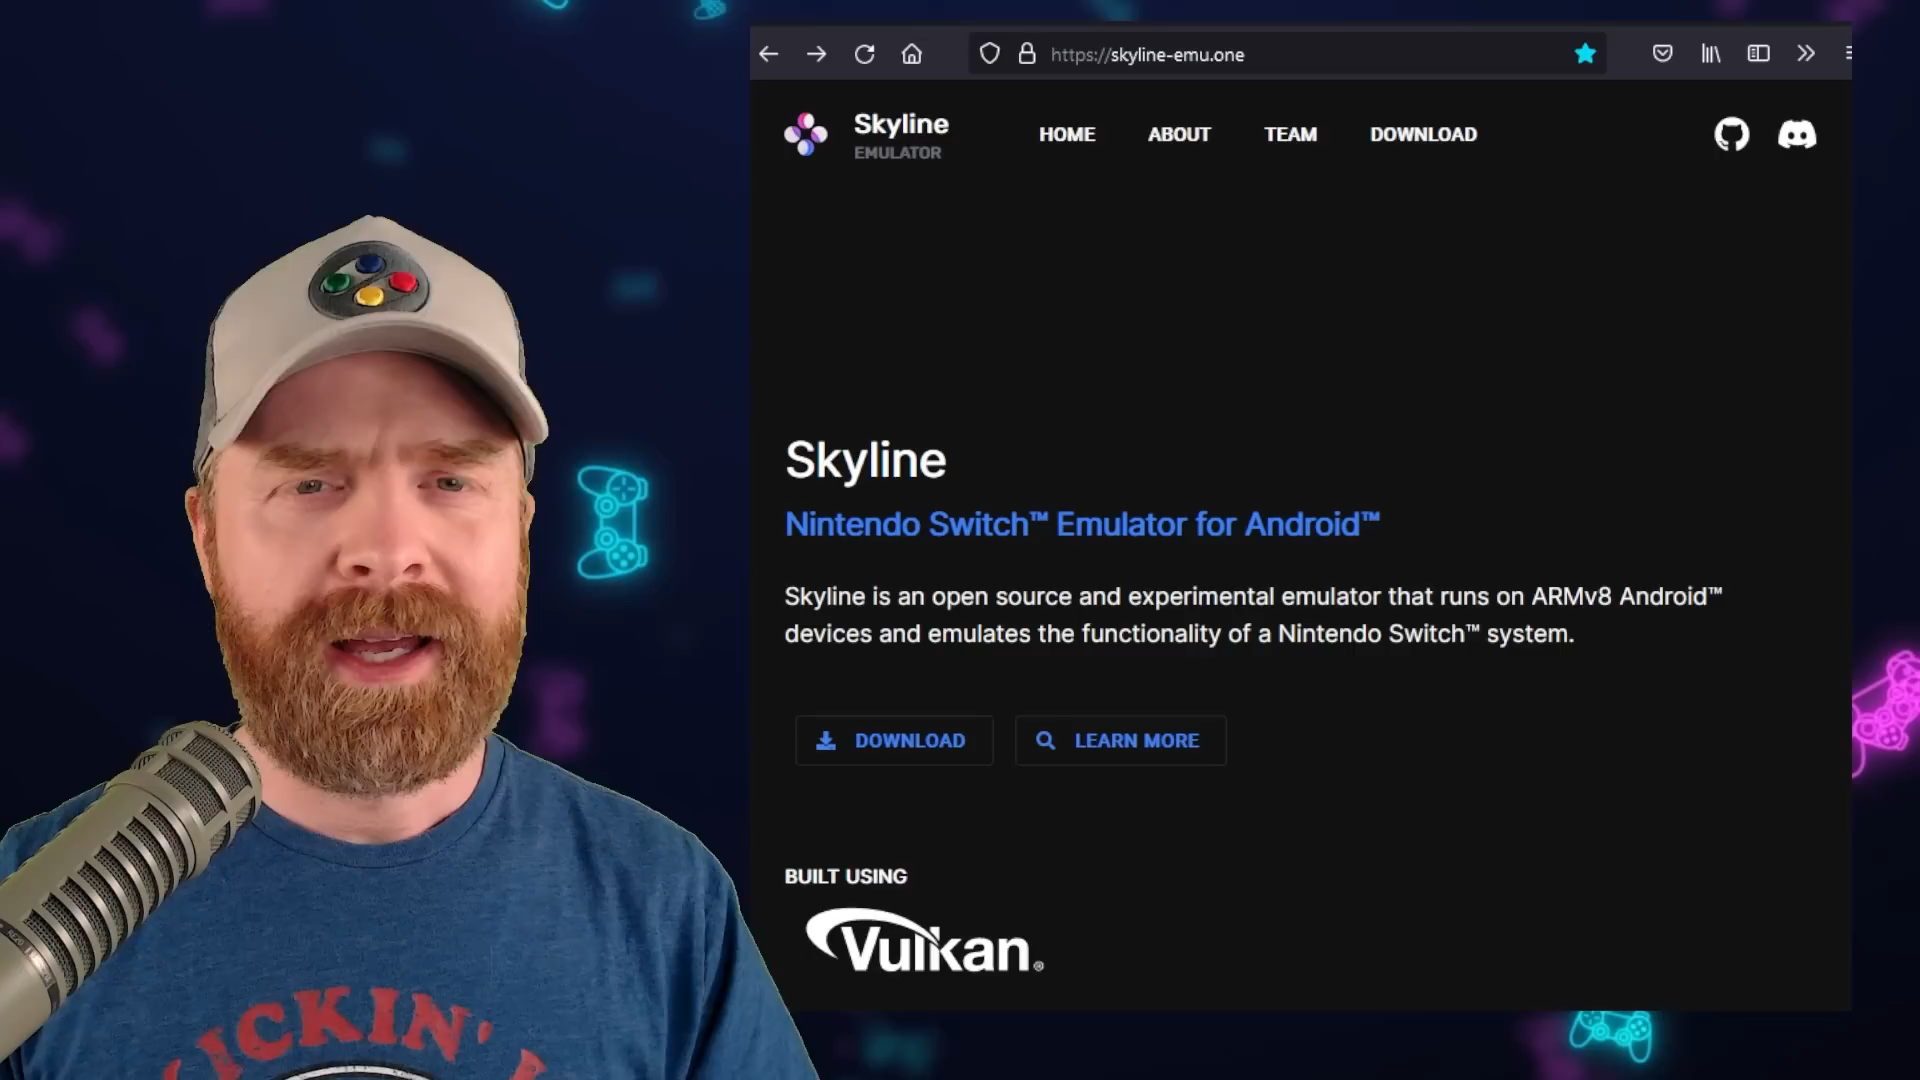 https://skyline-emu.one
Skyline
EMULATOR
HOME
ABOUT
TEAM
DOWNLOAD
Skyline
Nintendo Switch™ Emulator for Android™
Skyline is an open source and experimental emulator that runs on ARMv8 Android™
devices and emulates the functionality of a Nintendo Switch™ system.
DOWNLOAD
LEARN MORE
BUILT USING
Vulkan®
RE20
ICKIN'